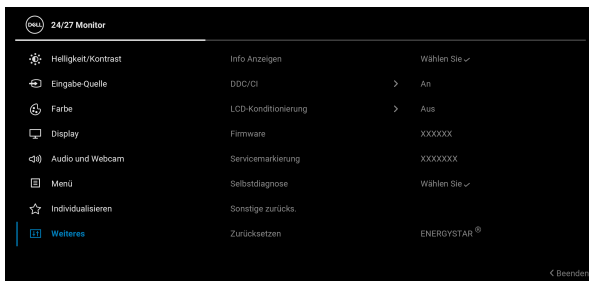 DELL 24/27 Monitor
Helligkeit/Kontrast Info Anzeigen Wählen Sie
Eingabe-Quelle DDC/CI > An
Farbe LCD-Konditionierung > Aus
Display Firmware XXXXXX
Audio und Webcam Servicemarkierung XXXXXXX
Menü Selbstdiagnose Wählen Sie
Individualisieren Sonstige zurücks.
Weiteres Zurücksetzen ENERGYSTAR ®
< Beenden